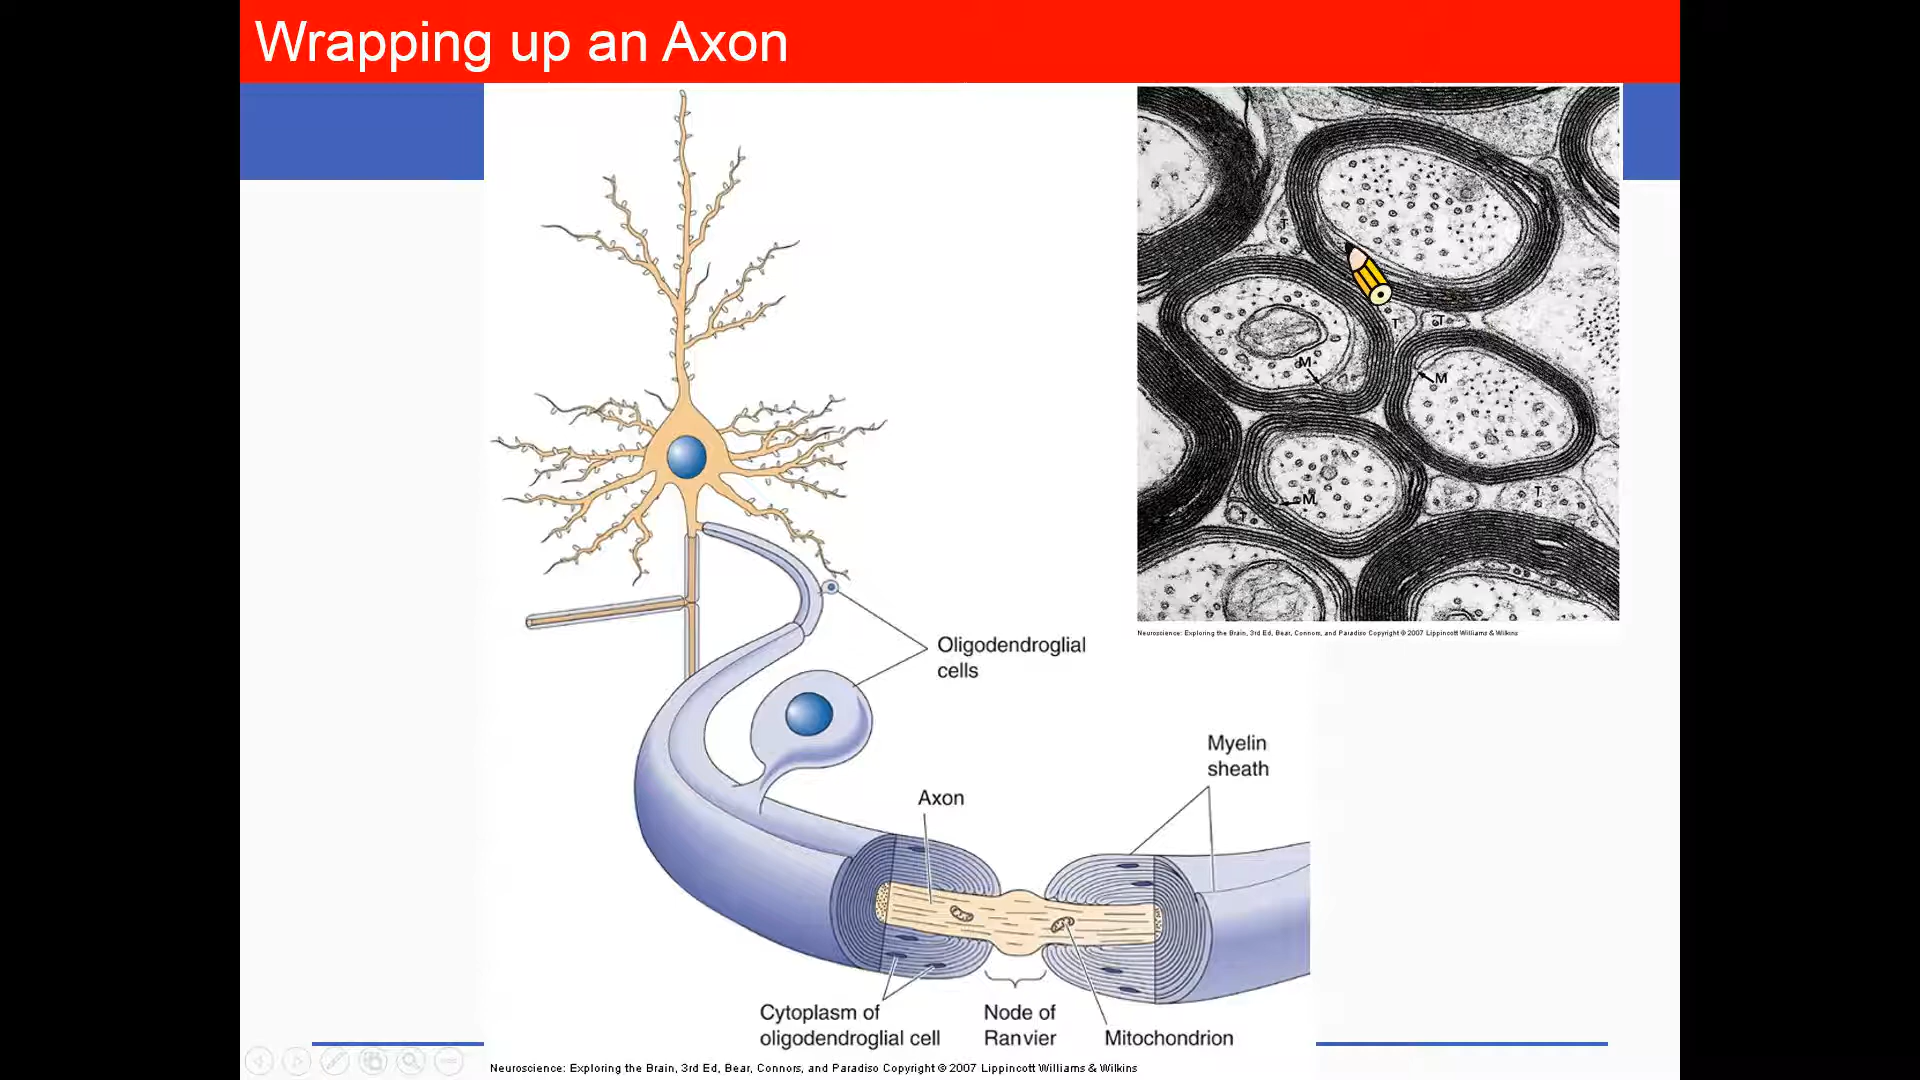 Wrapping up an Axon
T
T
T
M
M
M
T
Neuroscience: Exploring the Brain, 3rd Ed, Bear, Connors, and Paradiso Copyright © 2007 Lippincott Williams & Wilkins
Oligodendroglial
cells
Myelin
sheath
Axon
Cytoplasm of
oligodendroglial cell
Node of
Ranvier
Mitochondrion
Neuroscience: Exploring the Brain, 3rd Ed, Bear, Connors, and Paradiso Copyright © 2007 Lippincott Williams & Wilkins